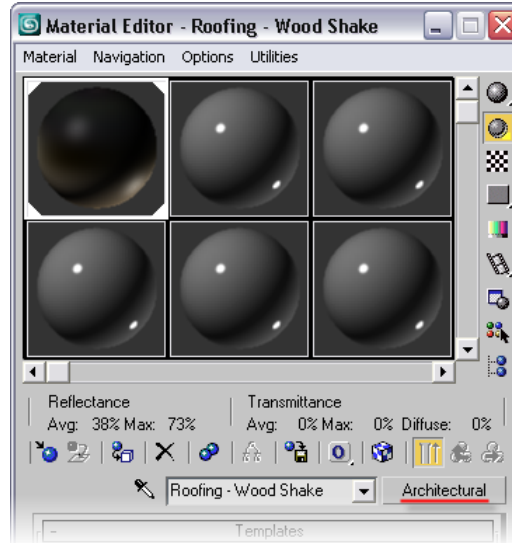 Material Editor - Roofing - Wood Shake
Material Navigation Options Utilities
Reflectance Transmittance
Avg: 38% Max: 73% Avg: 0% Max: 0% Diffuse: 0%
Roofing - Wood Shake Architectural
Templates